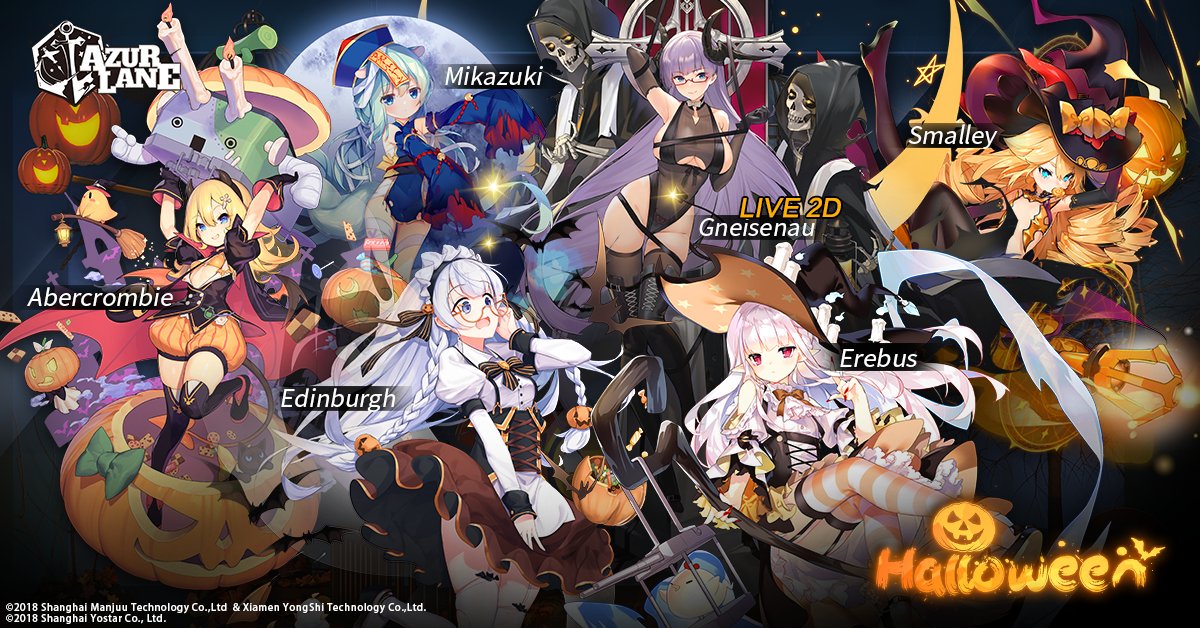 AZUR
LANE
Mikazuki
Smalley
LIVE 2D
Gneisenau
Abercrombie
Erebus
Edinburgh
Halloween
©2018 Shanghai Manjuu Technology Co.,Ltd & Xiamen YongShi Technology Co.,Ltd.
©2018 Shanghai Yostar Co., Ltd.